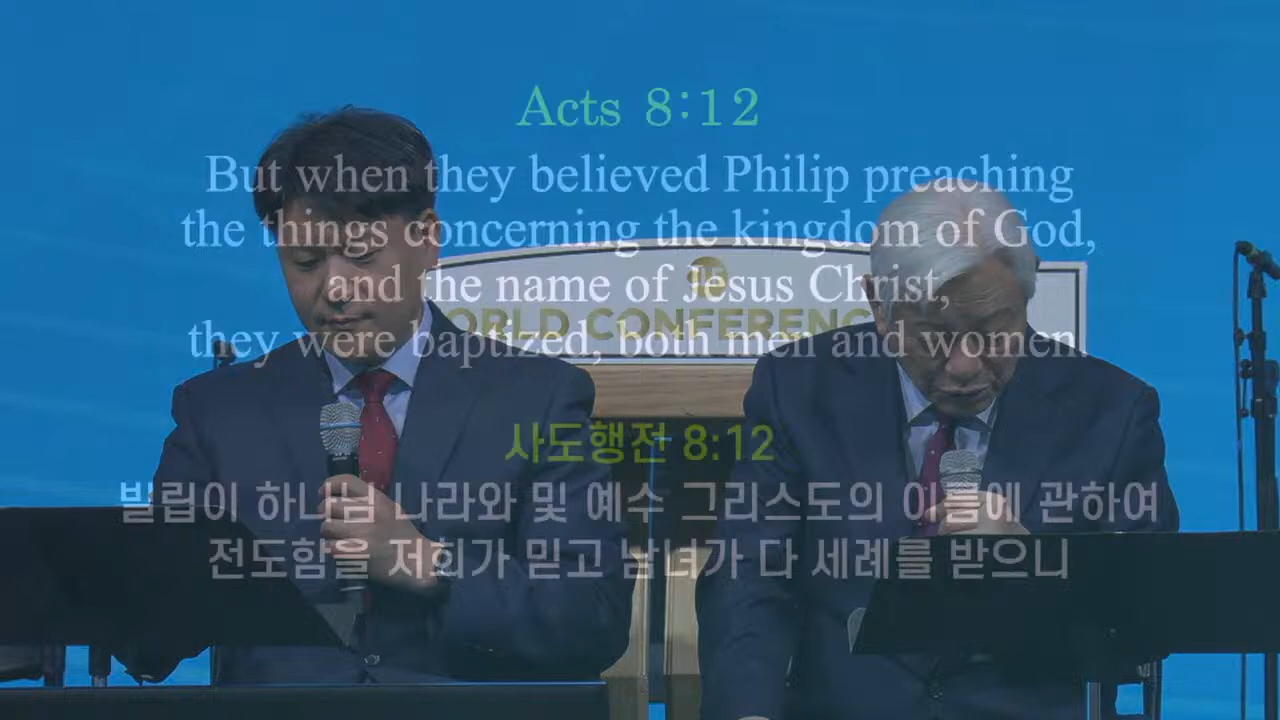 Acts 8:12
But when they believed Philip preaching
the things concerning the kingdom of God,
and the name of Jesus Christ,
they were baptized, both men and women
WORLD CONFERENC
사도행전 8:12
빌립이 하나님 나라와 및 예수 그리스도의 이름에 관하여
전도함을 저희가 믿고 남녀가 다 세례를 받으니